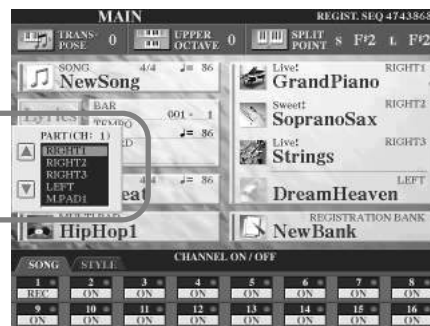 MAIN
REGIST. SEQ 4743868
TRANS-
POSE 0
UPPER
OCTAVE 0
SPLIT
POINT S F#2 L F#2
SONG 4/4 ♩= 86
NewSong
Lyrics
BAR 001 - 1
TEMPO ♩= 86
PART(CH: 1)
RIGHT1
RIGHT2
RIGHT3
LEFT
M.PAD1
4/4 ♩= 86
HipHop1
Live! RIGHT1
GrandPiano
Sweet! RIGHT2
SopranoSax
Live! RIGHT3
Strings
LEFT
DreamHeaven
REGISTRATION BANK
NewBank
SONG STYLE CHANNEL ON / OFF
1 2 3 4 5 6 7 8
REC ON ON ON ON ON ON ON
9 10 11 12 13 14 15 16
ON ON ON ON ON ON ON ON